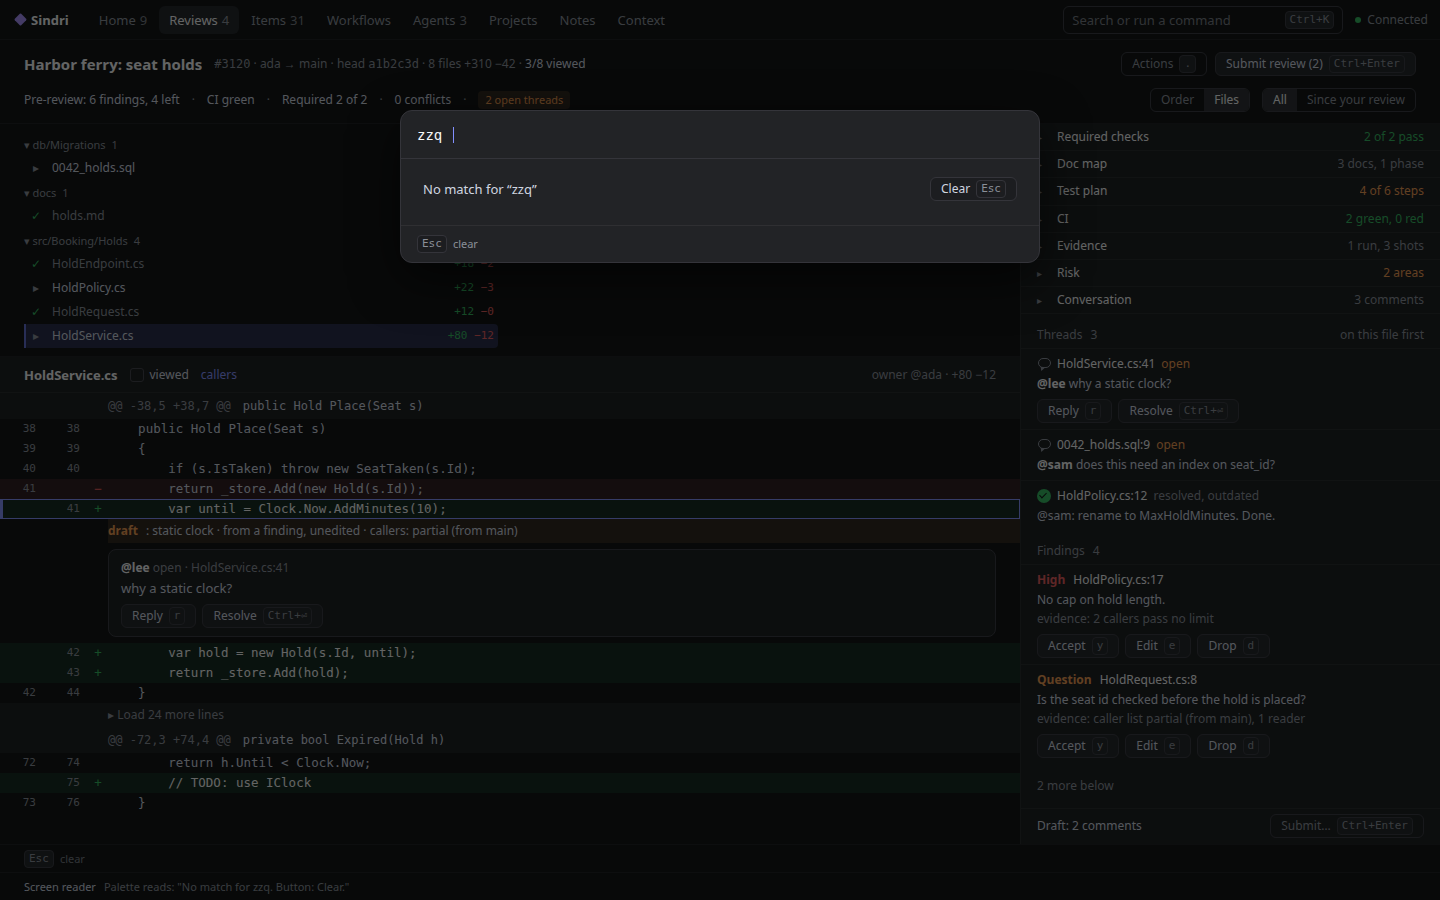 Sindri Home 9 Reviews 4 Items 31 Workflows Agents 3 Projects Notes Context Search or run a command Ctrl+K Connected
Harbor ferry: seat holds #3120 · ada → main · head a1b2c3d · 8 files +310 −42 · 3/8 viewed Actions . Submit review (2) Ctrl+Enter
Pre-review: 6 findings, 4 left · CI green · Required 2 of 2 · 0 conflicts · 2 open threads Order Files All Since your review
zzq
No match for “zzq” Clear Esc
Esc clear
▾ db/Migrations 1
▸ 0042_holds.sql
▾ docs 1
✓ holds.md
▾ src/Booking/Holds 4
✓ HoldEndpoint.cs
▸ HoldPolicy.cs +22 −3
✓ HoldRequest.cs +12 −0
▸ HoldService.cs +80 −12
HoldService.cs viewed callers owner @ada · +80 −12
@@ -38,5 +38,7 @@ public Hold Place(Seat s)
38 38 public Hold Place(Seat s)
39 39 {
40 40 if (s.IsTaken) throw new SeatTaken(s.Id);
41 − return _store.Add(new Hold(s.Id));
41 + var until = Clock.Now.AddMinutes(10);
draft : static clock · from a finding, unedited · callers: partial (from main)
@lee open · HoldService.cs:41
why a static clock?
Reply r Resolve Ctrl+⏎
42 + var hold = new Hold(s.Id, until);
43 + return _store.Add(hold);
42 44 }
▸ Load 24 more lines
@@ -72,3 +74,4 @@ private bool Expired(Hold h)
72 74 return h.Until < Clock.Now;
75 + // TODO: use IClock
73 76 }
Required checks 2 of 2 pass
Doc map 3 docs, 1 phase
Test plan 4 of 6 steps
CI 2 green, 0 red
Evidence 1 run, 3 shots
▸ Risk 2 areas
▸ Conversation 3 comments
Threads 3 on this file first
HoldService.cs:41 open
@lee why a static clock?
Reply r Resolve Ctrl+⏎
0042_holds.sql:9 open
@sam does this need an index on seat_id?
HoldPolicy.cs:12 resolved, outdated
@sam: rename to MaxHoldMinutes. Done.
Findings 4
High HoldPolicy.cs:17
No cap on hold length.
evidence: 2 callers pass no limit
Accept y Edit e Drop d
Question HoldRequest.cs:8
Is the seat id checked before the hold is placed?
evidence: caller list partial (from main), 1 reader
Accept y Edit e Drop d
2 more below
Draft: 2 comments Submit... Ctrl+Enter
Esc clear
Screen reader Palette reads: "No match for zzq. Button: Clear."